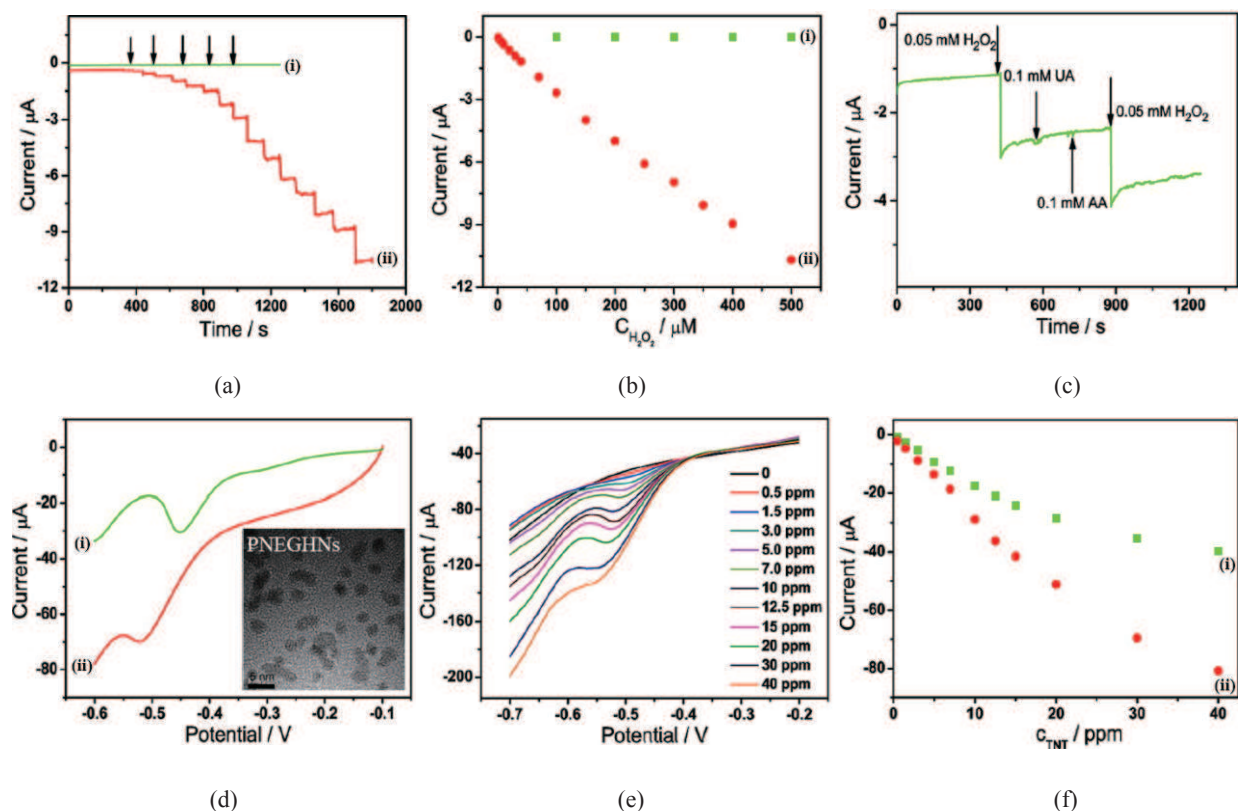 0
-3
-6
-9
-12
Current / μA
(i)
(ii)
0 400 800 1200 1600 2000
Time / s
(a)
0
-3
-6
-9
-12
Current / μA
(i)
(ii)
0 100 200 300 400 500
C_H₂O₂ / μM
(b)
0
-2
-4
Current / μA
0.05 mM H₂O₂
0.1 mM UA
0.05 mM H₂O₂
0.1 mM AA
0 300 600 900 1200
Time / s
(c)
0
-20
-40
-60
-80
Current / μA
(i)
(ii)
PNEGHNs
5 nm
-0.6 -0.5 -0.4 -0.3 -0.2 -0.1
Potential / V
(d)
0
-40
-80
-120
-160
-200
Current / μA
0
0.5 ppm
1.5 ppm
3.0 ppm
5.0 ppm
7.0 ppm
10 ppm
12.5 ppm
15 ppm
20 ppm
30 ppm
40 ppm
-0.7 -0.6 -0.5 -0.4 -0.3 -0.2
Potential / V
(e)
0
-20
-40
-60
-80
Current / μA
(i)
(ii)
0 10 20 30 40
c_TNT / ppm
(f)